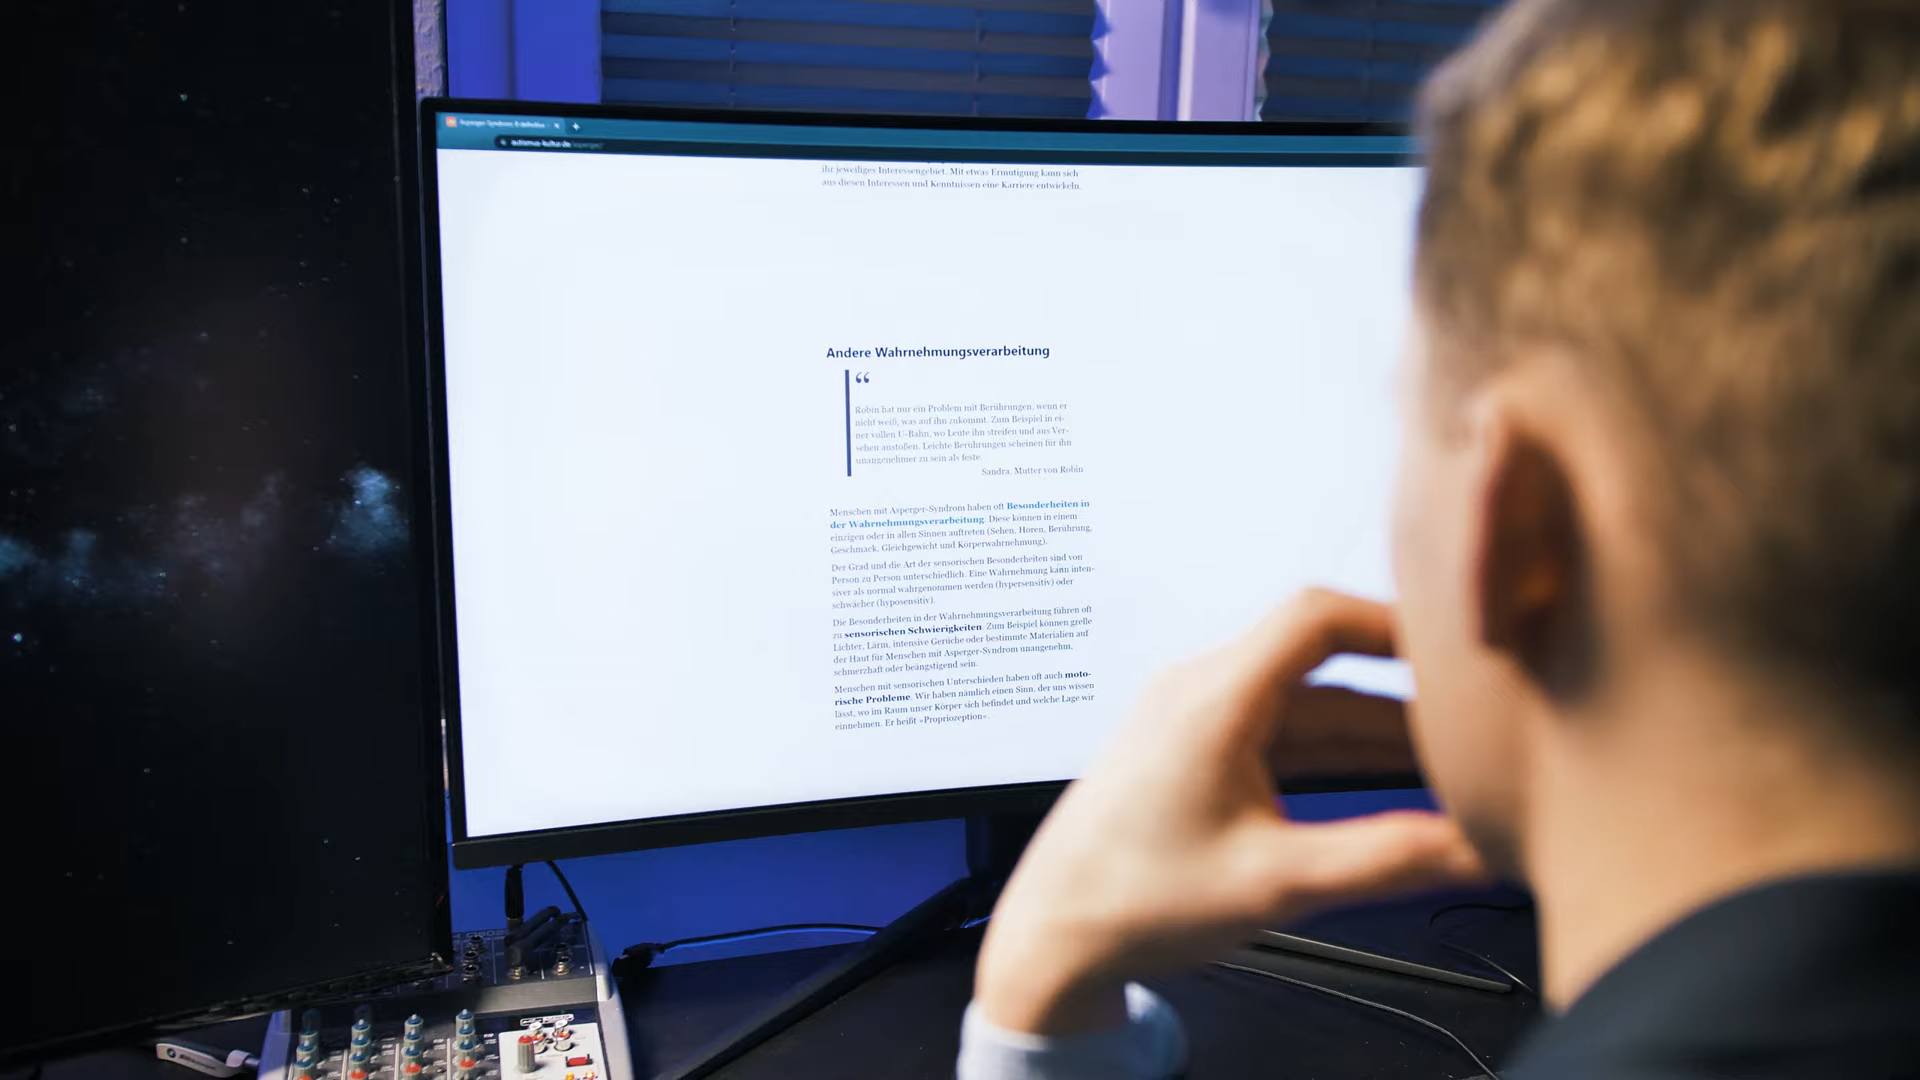 Asperger-Syndrom:
autismus-kultur.de/asperger/
ihr jeweiliges Interessengebiet. Mit etwas Ermutigung kann sich
aus diesen Interessen und Kenntnissen eine Karriere entwickeln.
Andere Wahrnehmungsverarbeitung
“
Robin hat nur ein Problem mit Berührungen, wenn er
nicht weiß, was auf ihn zukommt. Zum Beispiel in ei-
ner vollen U-Bahn, wo Leute ihn streifen und aus Ver-
sehen anstoßen. Leichte Berührungen scheinen für ihn
unangenehmer zu sein als feste.
Sandra, Mutter von Robin
Menschen mit Asperger-Syndrom haben oft Besonderheiten in
der Wahrnehmungsverarbeitung. Diese können in einem
einzigen oder in allen Sinnen auftreten (Sehen, Hören, Berührung,
Geschmack, Gleichgewicht und Körperwahrnehmung).
Der Grad und die Art der sensorischen Besonderheiten sind von
Person zu Person unterschiedlich. Eine Wahrnehmung kann inten-
siver als normal wahrgenommen werden (hypersensitiv) oder
schwächer (hyposensitiv).
Die Besonderheiten in der Wahrnehmungsverarbeitung führen oft
zu sensorischen Schwierigkeiten. Zum Beispiel können grelle
Lichter, Lärm, intensive Gerüche oder bestimmte Materialien auf
der Haut für Menschen mit Asperger-Syndrom unangenehm,
schmerzhaft oder beängstigend sein.
Menschen mit sensorischen Unterschieden haben oft auch moto-
rische Probleme. Wir haben nämlich einen Sinn, der uns wissen
lässt, wo im Raum unser Körper sich befindet und welche Lage wir
einnehmen. Er heißt »Propriozeption«.